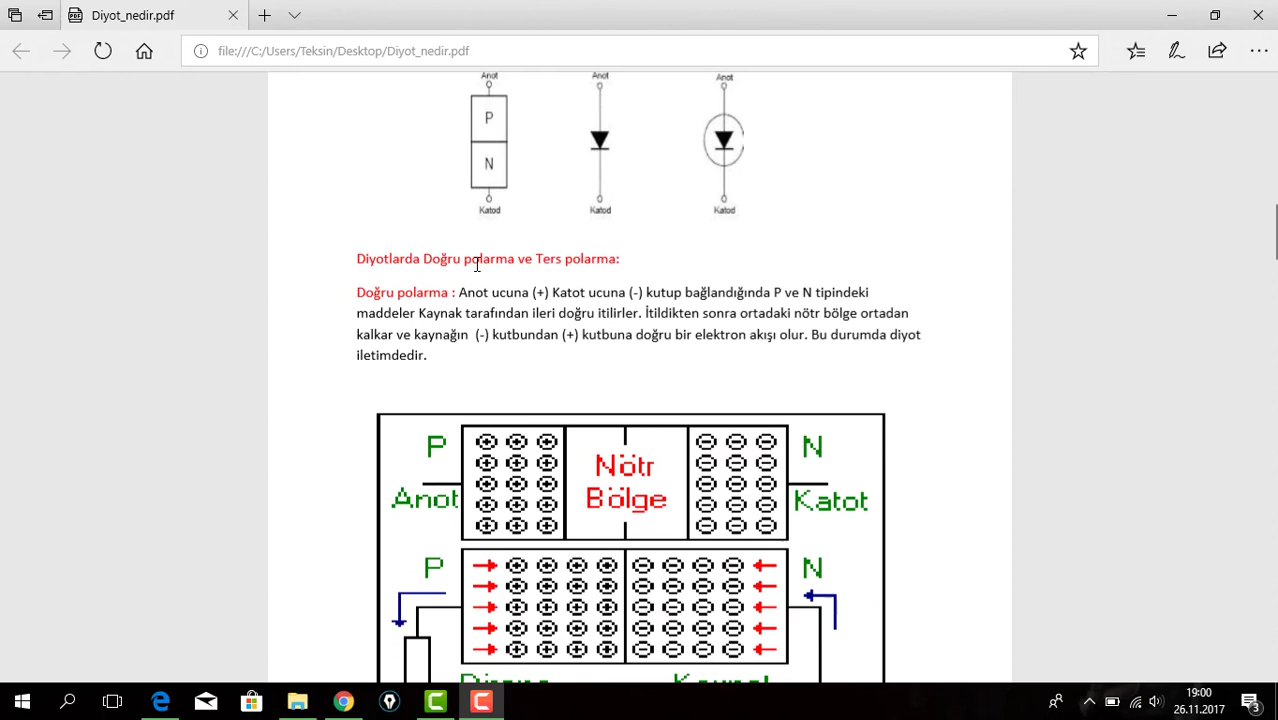 Diyot_nedir.pdf
file:///C:/Users/Teksin/Desktop/Diyot_nedir.pdf
Anot Anot Anot
P
N
Katod Katod Katod
Diyotlarda Doğru polarma ve Ters polarma:
Doğru polarma : Anot ucuna (+) Katot ucuna (-) kutup bağlandığında P ve N tipindeki
maddeler Kaynak tarafından ileri doğru itilirler. İtildikten sonra ortadaki nötr bölge ortadan
kalkar ve kaynağın (-) kutbundan (+) kutbuna doğru bir elektron akışı olur. Bu durumda diyot
iletimdedir.
P Nötr N
Anot Bölge Katot
P N
19:00
26.11.2017
3